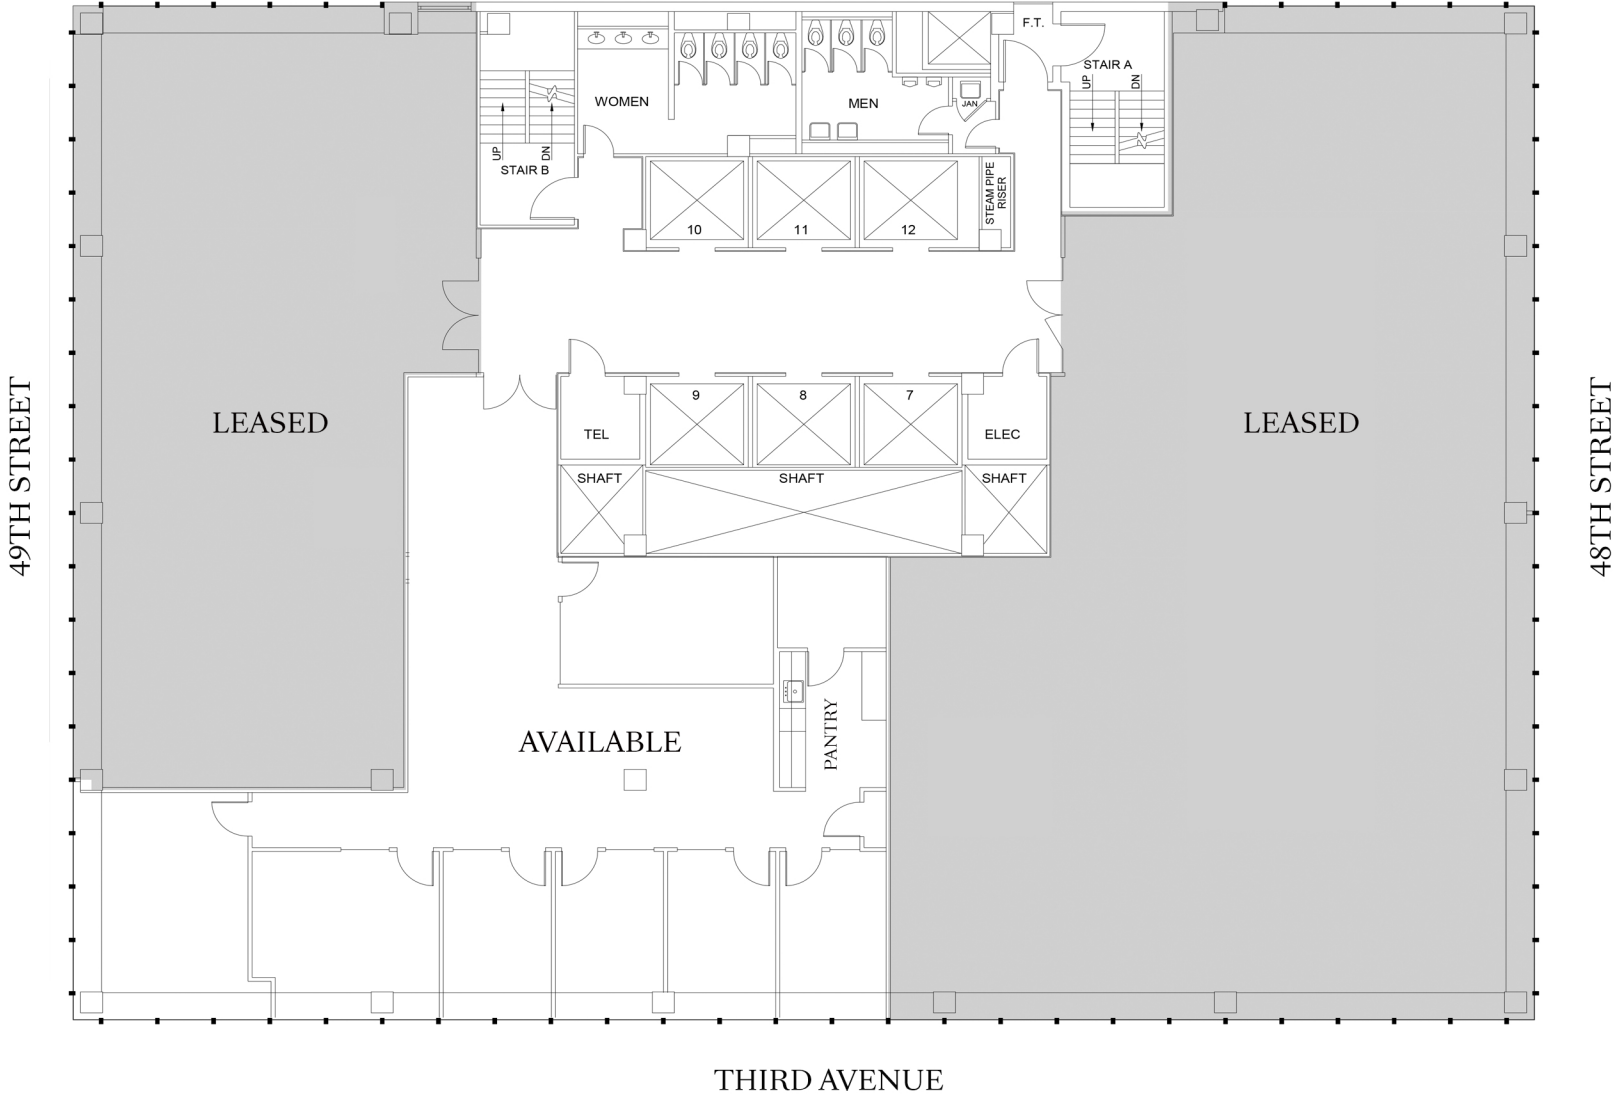 F.T.
STAIR A
UP
DN
WOMEN
MEN
JAN
UP
DN
STAIR B
STEAM PIPE
RISER
10
11
12
9
8
7
LEASED
LEASED
TEL
ELEC
SHAFT
SHAFT
SHAFT
49TH STREET
48TH STREET
AVAILABLE
PANTRY
THIRD AVENUE